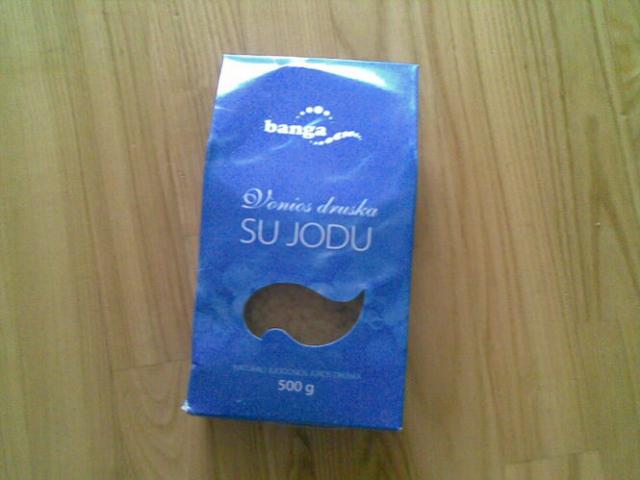 banga
Vonios druska
SU JODU
500 g